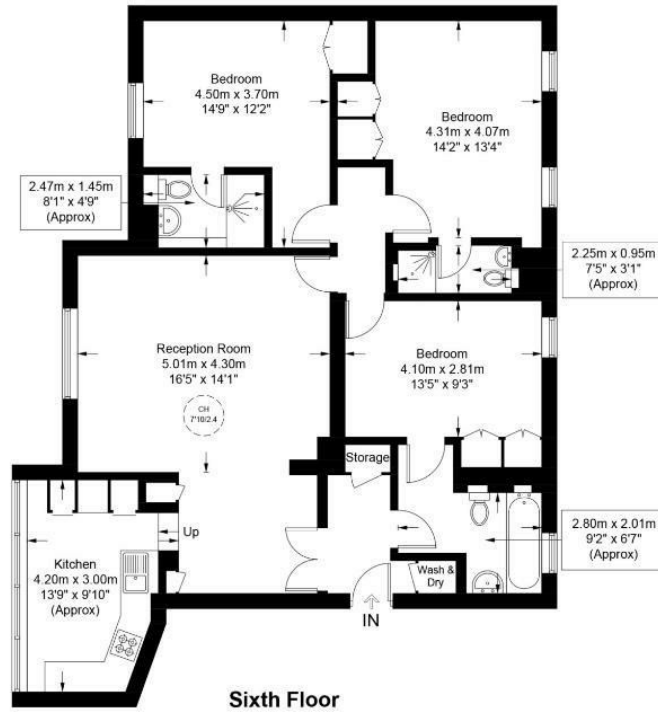 Bedroom
4.50m x 3.70m
14'9" x 12'2"
Bedroom
4.31m x 4.07m
14'2" x 13'4"
2.47m x 1.45m
8'1" x 4'9"
(Approx)
2.25m x 0.95m
7'5" x 3'1"
(Approx)
Reception Room
5.01m x 4.30m
16'5" x 14'1"
CH
7'10/2.4
Bedroom
4.10m x 2.81m
13'5" x 9'3"
Storage
Up
Kitchen
4.20m x 3.00m
13'9" x 9'10"
(Approx)
2.80m x 2.01m
9'2" x 6'7"
(Approx)
Wash &
Dry
IN
Sixth Floor